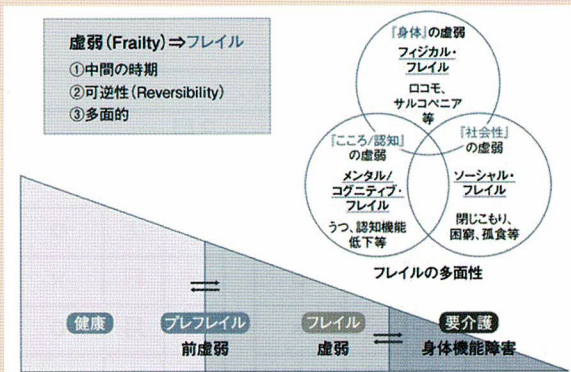 虚弱(Frailty)⇒フレイル
①中間の時期
②可逆性(Reversibility)
③多面的
『身体』の虚弱
フィジカル・
フレイル
ロコモ、
サルコペニア
等
『こころ/認知』
の虚弱
メンタル/
コグニティブ・
フレイル
うつ、認知機能
低下等
『社会性』
の虚弱
ソーシャル・
フレイル
閉じこもり、
困窮、孤食等
フレイルの多面性
健康
プレフレイル
前虚弱
フレイル
虚弱
要介護
身体機能障害